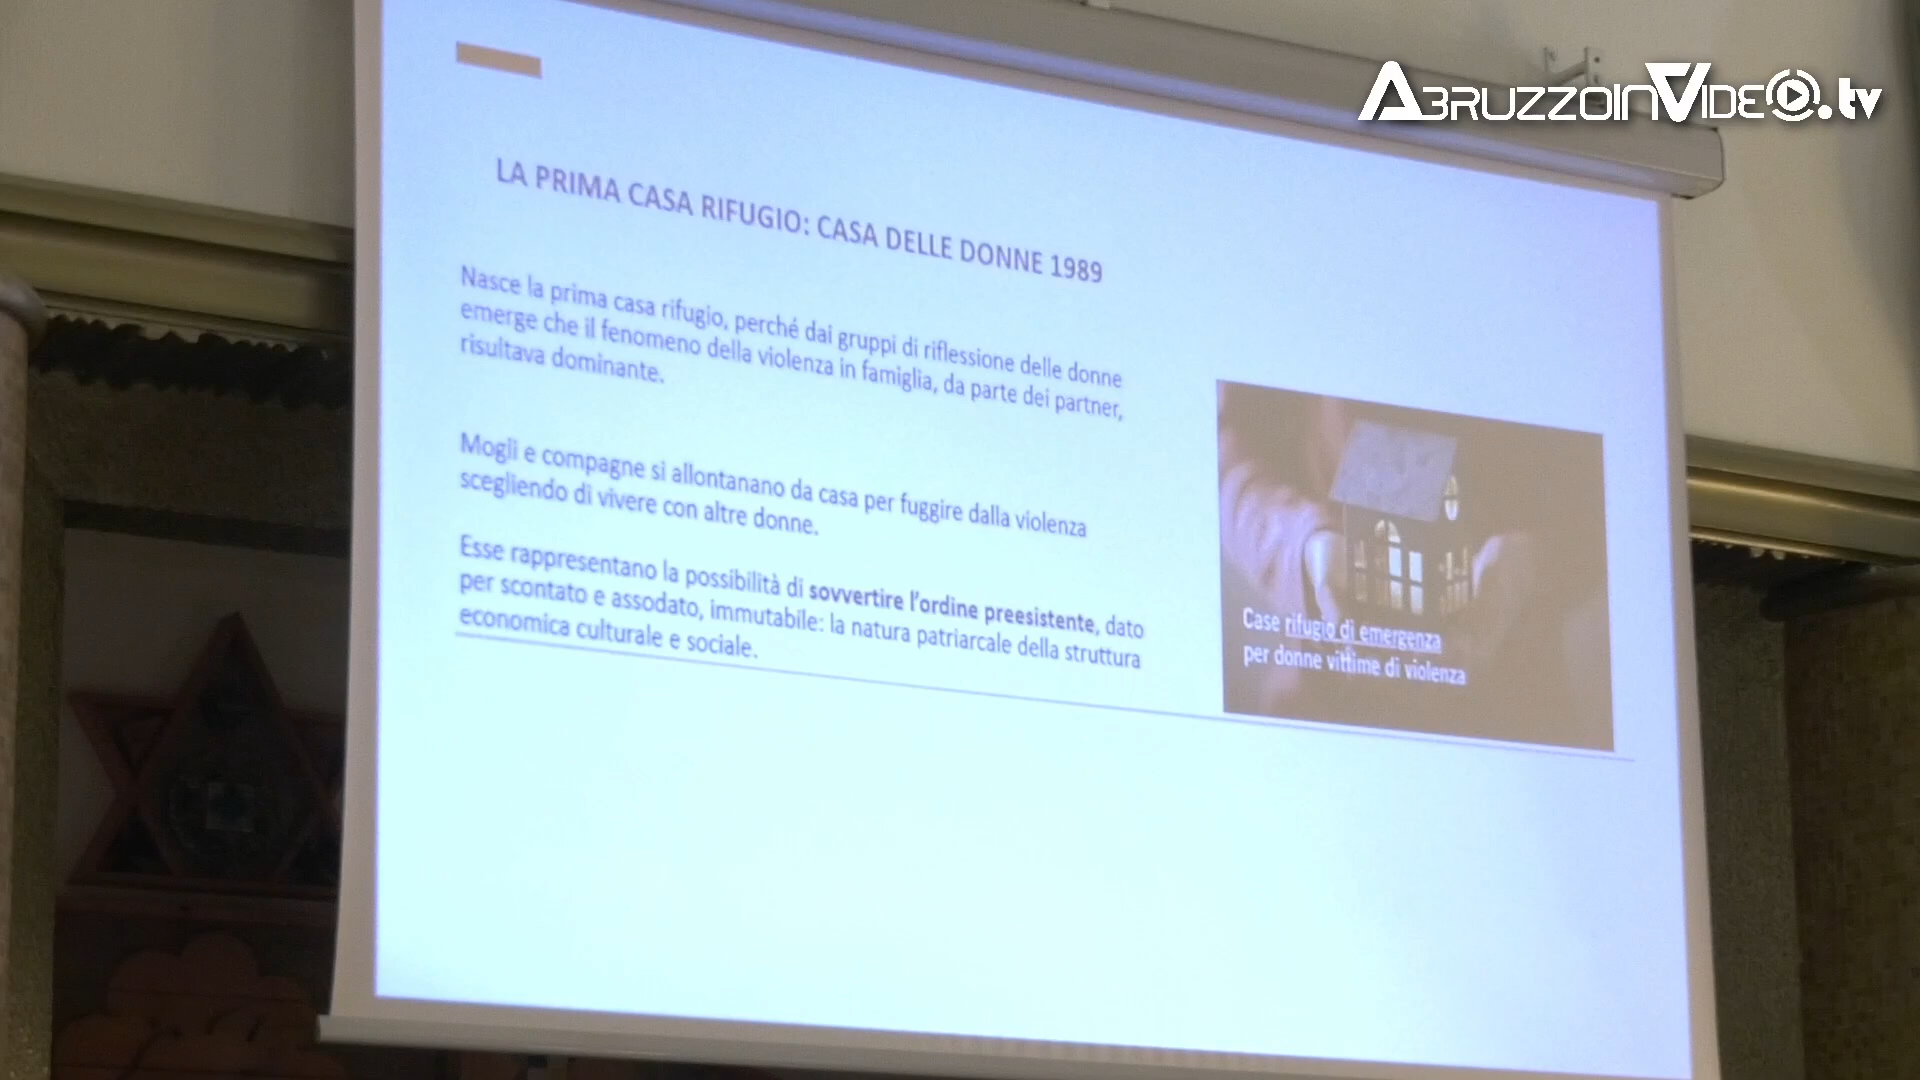 ABRUZZOINVIDEO.tv
LA PRIMA CASA RIFUGIO: CASA DELLE DONNE 1989
Nasce la prima casa rifugio, perché dai gruppi di riflessione delle donne
emerge che il fenomeno della violenza in famiglia, da parte dei partner,
risultava dominante.
Mogli e compagne si allontanano da casa per fuggire dalla violenza
scegliendo di vivere con altre donne.
Esse rappresentano la possibilità di sovvertire l'ordine preesistente, dato
per scontato e assodato, immutabile: la natura patriarcale della struttura
economica culturale e sociale.
Case rifugio di emergenza
per donne vittime di violenza